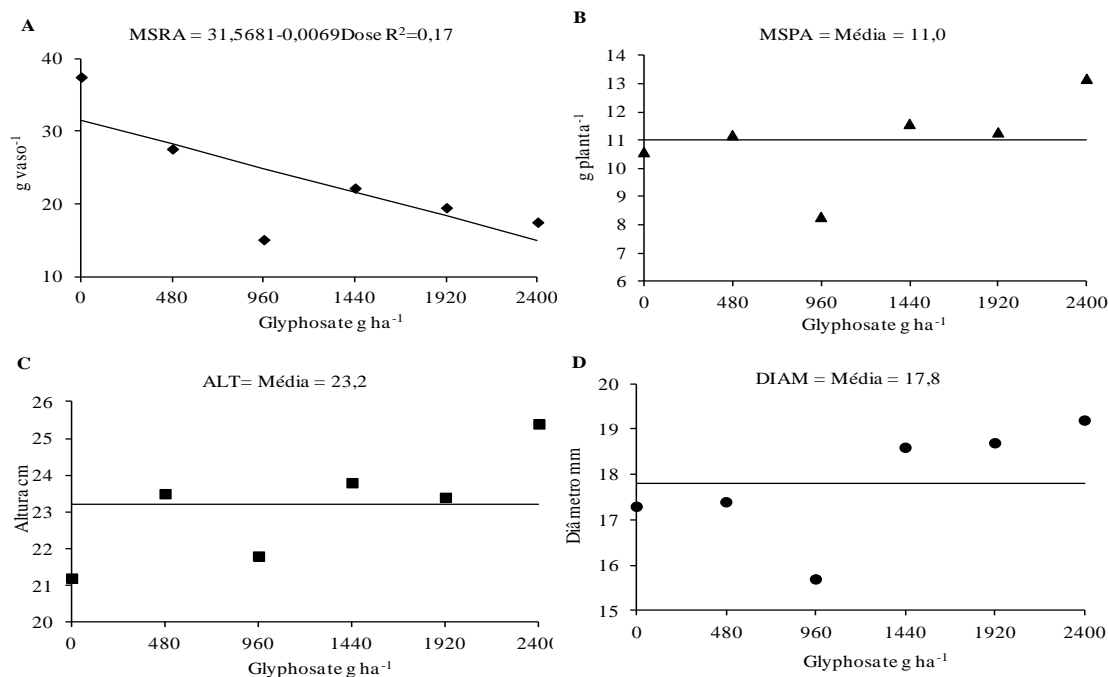 A
MSRA = 31,5681-0,0069Dose R²=0,17
40
30
20
10
g vaso⁻¹
0 480 960 1440 1920 2400
Glyphosate g ha⁻¹
B
MSPA = Média = 11,0
14
13
12
11
10
9
8
7
6
g planta⁻¹
0 480 960 1440 1920 2400
Glyphosate g ha⁻¹
C
ALT= Média = 23,2
26
25
24
23
22
21
20
Altura cm
0 480 960 1440 1920 2400
Glyphosate g ha⁻¹
D
DIAM = Média = 17,8
20
19
18
17
16
15
Diâmetro mm
0 480 960 1440 1920 2400
Glyphosate g ha⁻¹